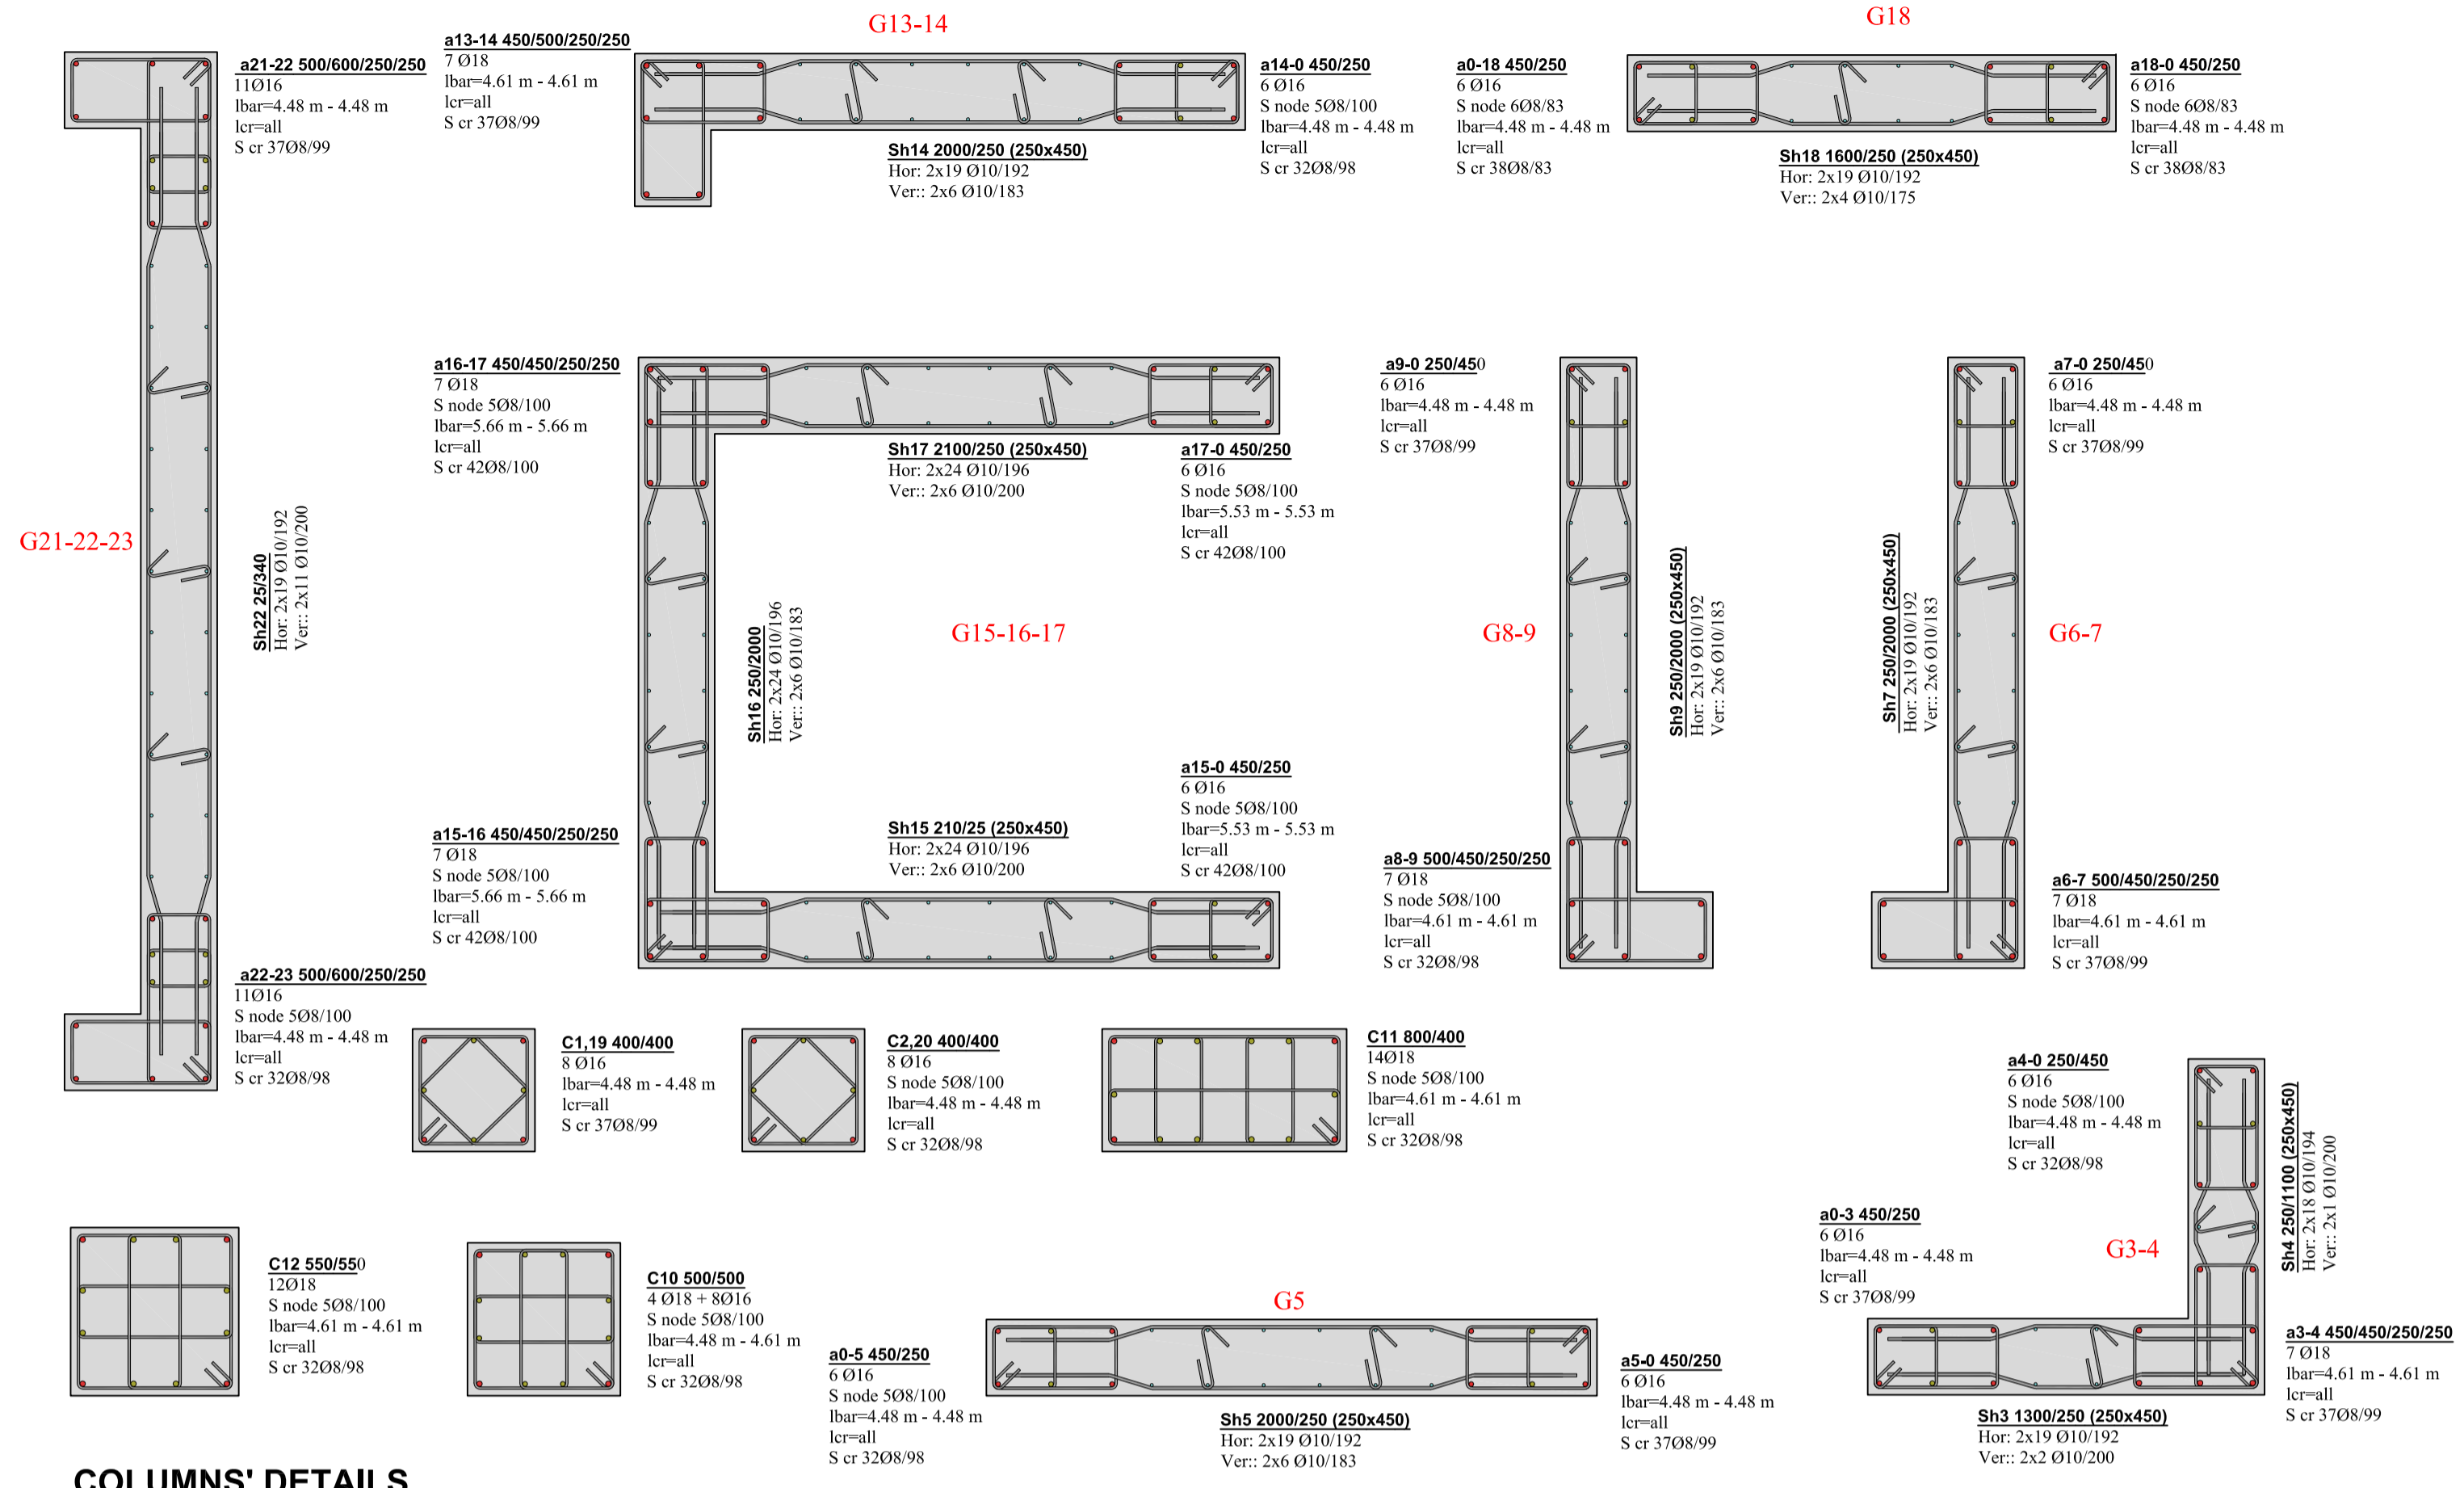 G13-14
G18
a21-22 500/600/250/250
11Ø16
lbar=4.48 m - 4.48 m
lcr=all
S cr 37Ø8/99
a13-14 450/500/250/250
7 Ø18
lbar=4.61 m - 4.61 m
lcr=all
S cr 37Ø8/99
Sh14 2000/250 (250x450)
Hor: 2x19 Ø10/192
Ver:: 2x6 Ø10/183
a14-0 450/250
6 Ø16
S node 5Ø8/100
lbar=4.48 m - 4.48 m
lcr=all
S cr 32Ø8/98
a0-18 450/250
6 Ø16
S node 6Ø8/83
lbar=4.48 m - 4.48 m
lcr=all
S cr 38Ø8/83
Sh18 1600/250 (250x450)
Hor: 2x19 Ø10/192
Ver:: 2x4 Ø10/175
a18-0 450/250
6 Ø16
S node 6Ø8/83
lbar=4.48 m - 4.48 m
lcr=all
S cr 38Ø8/83
G21-22-23
Sh22 25/340
Hor: 2x19 Ø10/192
Ver:: 2x11 Ø10/200
a16-17 450/450/250/250
7 Ø18
S node 5Ø8/100
lbar=5.66 m - 5.66 m
lcr=all
S cr 42Ø8/100
Sh17 2100/250 (250x450)
Hor: 2x24 Ø10/196
Ver:: 2x6 Ø10/200
a17-0 450/250
6 Ø16
S node 5Ø8/100
lbar=5.53 m - 5.53 m
lcr=all
S cr 42Ø8/100
Sh16 250/2000
Hor: 2x24 Ø10/196
Ver:: 2x6 Ø10/183
G15-16-17
a9-0 250/450
6 Ø16
lbar=4.48 m - 4.48 m
lcr=all
S cr 37Ø8/99
G8-9
Sh9 250/2000 (250x450)
Hor: 2x19 Ø10/192
Ver:: 2x6 Ø10/183
a7-0 250/450
6 Ø16
lbar=4.48 m - 4.48 m
lcr=all
S cr 37Ø8/99
Sh7 250/2000 (250x450)
Hor: 2x19 Ø10/192
Ver:: 2x6 Ø10/183
G6-7
a15-16 450/450/250/250
7 Ø18
S node 5Ø8/100
lbar=5.66 m - 5.66 m
lcr=all
S cr 42Ø8/100
Sh15 210/25 (250x450)
Hor: 2x24 Ø10/196
Ver:: 2x6 Ø10/200
a15-0 450/250
6 Ø16
S node 5Ø8/100
lbar=5.53 m - 5.53 m
lcr=all
S cr 42Ø8/100
a8-9 500/450/250/250
7 Ø18
S node 5Ø8/100
lbar=4.61 m - 4.61 m
lcr=all
S cr 32Ø8/98
a6-7 500/450/250/250
7 Ø18
lbar=4.61 m - 4.61 m
lcr=all
S cr 37Ø8/99
a22-23 500/600/250/250
11Ø16
S node 5Ø8/100
lbar=4.48 m - 4.48 m
lcr=all
S cr 32Ø8/98
C1,19 400/400
8 Ø16
lbar=4.48 m - 4.48 m
lcr=all
S cr 37Ø8/99
C2,20 400/400
8 Ø16
S node 5Ø8/100
lbar=4.48 m - 4.48 m
lcr=all
S cr 32Ø8/98
C11 800/400
14Ø18
S node 5Ø8/100
lbar=4.61 m - 4.61 m
lcr=all
S cr 32Ø8/98
a4-0 250/450
6 Ø16
S node 5Ø8/100
lbar=4.48 m - 4.48 m
lcr=all
S cr 32Ø8/98
Sh4 250/1100 (250x450)
Hor: 2x18 Ø10/194
Ver:: 2x1 Ø10/200
C12 550/550
12Ø18
S node 5Ø8/100
lbar=4.61 m - 4.61 m
lcr=all
S cr 32Ø8/98
C10 500/500
4 Ø18 + 8Ø16
S node 5Ø8/100
lbar=4.48 m - 4.61 m
lcr=all
S cr 32Ø8/98
a0-5 450/250
6 Ø16
S node 5Ø8/100
lbar=4.48 m - 4.48 m
lcr=all
S cr 32Ø8/98
G5
Sh5 2000/250 (250x450)
Hor: 2x19 Ø10/192
Ver:: 2x6 Ø10/183
a5-0 450/250
6 Ø16
lbar=4.48 m - 4.48 m
lcr=all
S cr 37Ø8/99
a0-3 450/250
6 Ø16
lbar=4.48 m - 4.48 m
lcr=all
S cr 37Ø8/99
G3-4
Sh3 1300/250 (250x450)
Hor: 2x19 Ø10/192
Ver:: 2x2 Ø10/200
a3-4 450/450/250/250
7 Ø18
lbar=4.61 m - 4.61 m
lcr=all
S cr 37Ø8/99
COLUMNS' DETAILS